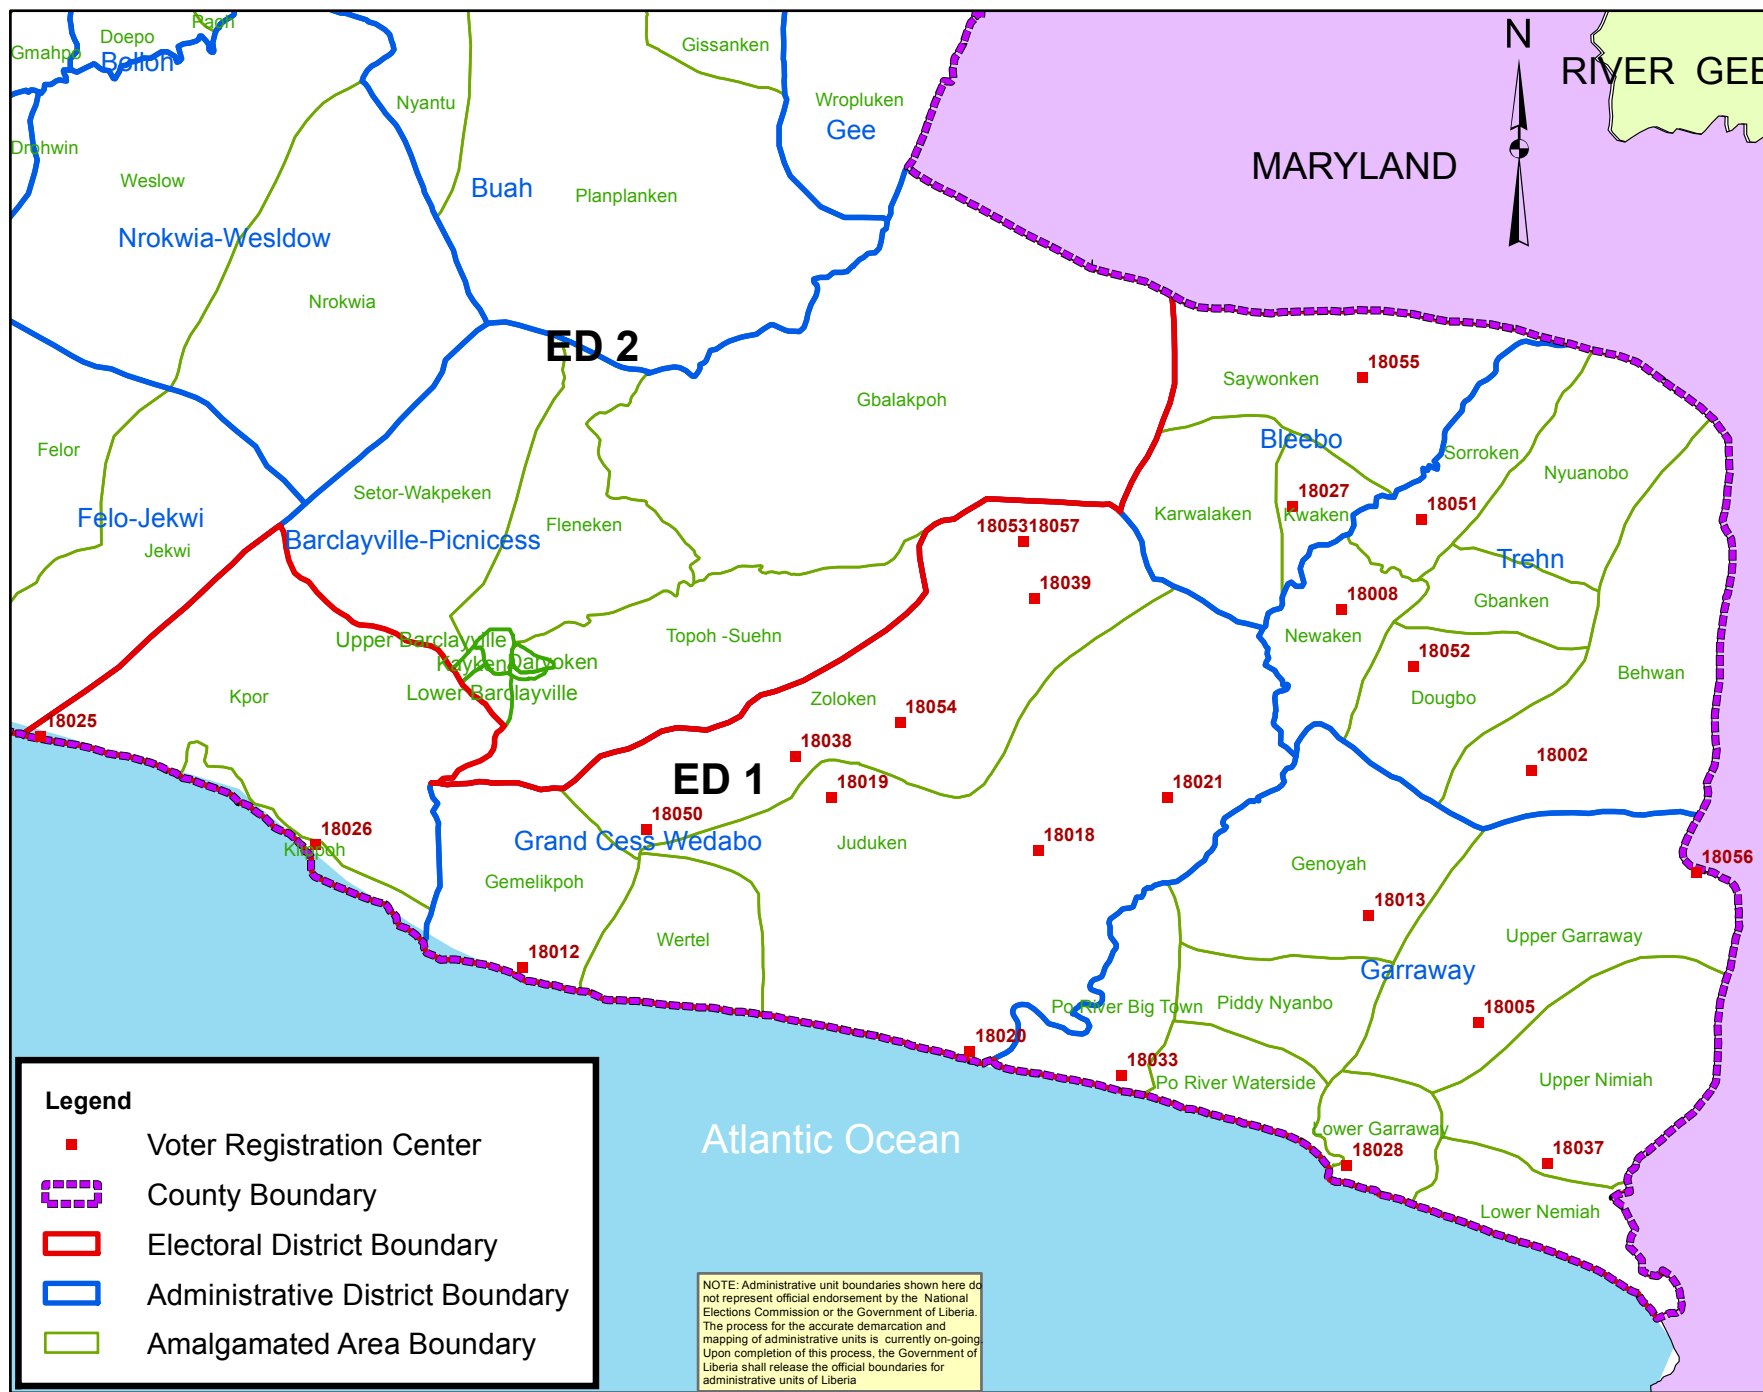 Paoh
Doepo
Gmahpo
Bolloh
Gissanken
N
RIVER GEE
Nyantu
Wropluken
Gee
Drohwin
MARYLAND
Weslow
Buah
Planplanken
Nrokwia-Wesldow
Nrokwia
ED 2
Saywonken
18055
Gbalakpoh
Bleebo
Felor
Sorroken
Nyuanobo
Setor-Wakpeken
18027
18051
Felo-Jekwi
Fleneken
1805318057
Karwalaken
Kwaken
Jekwi
Barclayville-Picnicess
Trehn
18039
18008
Gbanken
Upper Barclayville
Topoh -Suehn
Newaken
Kayken
Daryoken
18052
Behwan
Lower Barclayville
Kpor
Zoloken
18054
Dougbo
18025
18038
18002
ED 1
18019
18021
18026
18050
Klippoh
Grand Cess Wedabo
Juduken
18018
Genoyah
18056
Gemelikpoh
18013
Wertel
Upper Garraway
18012
Garraway
Po River Big Town
Piddy Nyanbo
18005
18020
18033
Po River Waterside
Upper Nimiah
Lower Garraway
Atlantic Ocean
18028
18037
Lower Nemiah
Legend
Voter Registration Center
County Boundary
Electoral District Boundary
Administrative District Boundary
Amalgamated Area Boundary
NOTE: Administrative unit boundaries shown here do
not represent official endorsement by the National
Elections Commission or the Government of Liberia.
The process for the accurate demarcation and
mapping of administrative units is currently on-going.
Upon completion of this process, the Government of
Liberia shall release the official boundaries for
administrative units of Liberia